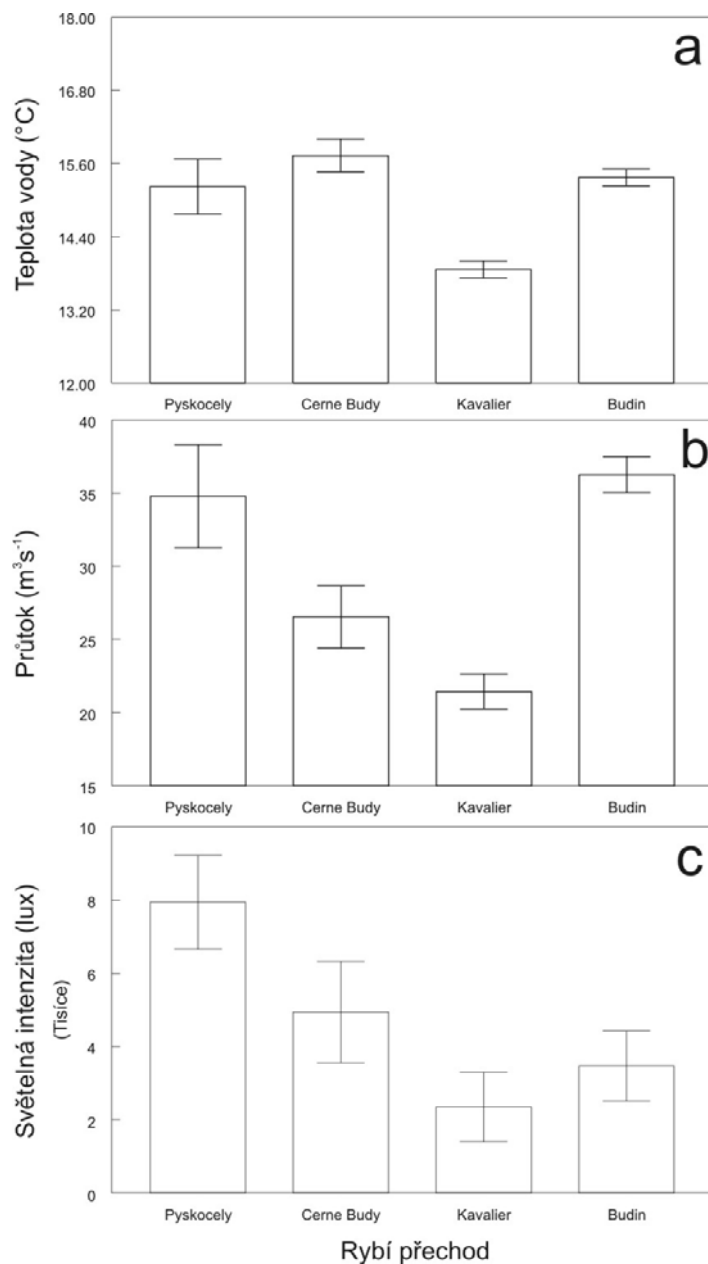 a
Teplota vody (°C)
18.00
16.80
15.60
14.40
13.20
12.00
Pyskocely Cerne Budy Kavalier Budin
b
Průtok (m³s⁻¹)
40
35
30
25
20
15
Pyskocely Cerne Budy Kavalier Budin
c
Světelná intenzita (lux)
(Tisíce)
10
8
6
4
2
0
Pyskocely Cerne Budy Kavalier Budin
Rybí přechod